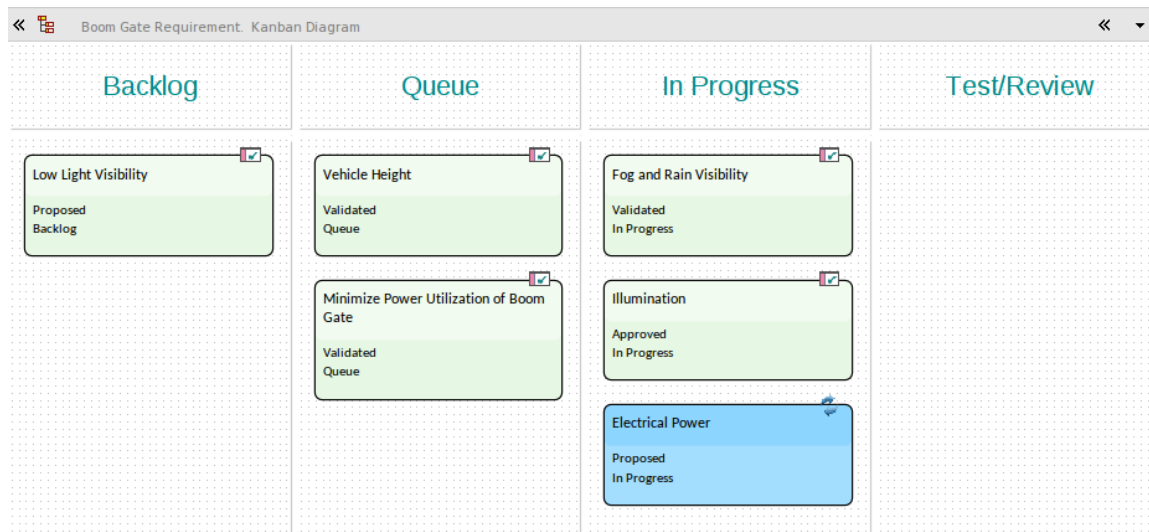 Boom Gate Requirement.  Kanban Diagram
Backlog
Queue
In Progress
Test/Review
Low Light Visibility
Proposed
Backlog
Vehicle Height
Validated
Queue
Minimize Power Utilization of Boom
Gate
Validated
Queue
Fog and Rain Visibility
Validated
In Progress
Illumination
Approved
In Progress
Electrical Power
Proposed
In Progress